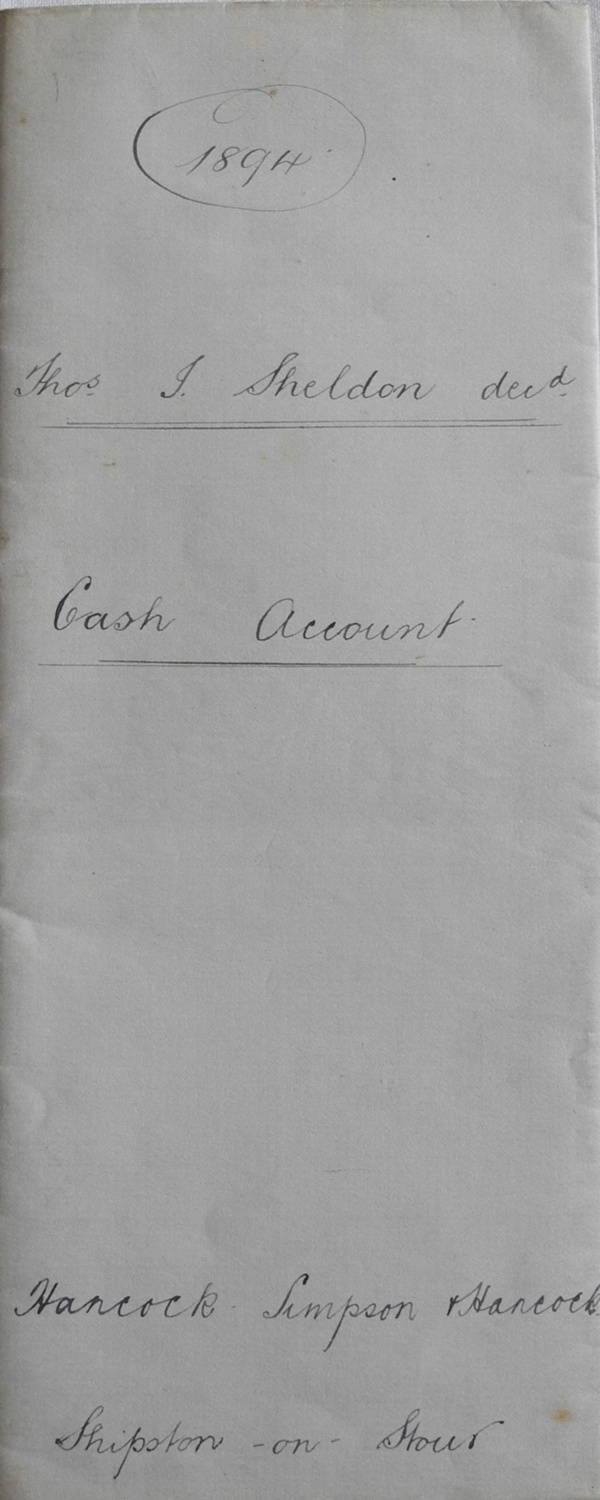 1894
Thos. I. Sheldon decd.
Cash Account.
Hancock Simpson & Hancock
Shipston-on-Stour